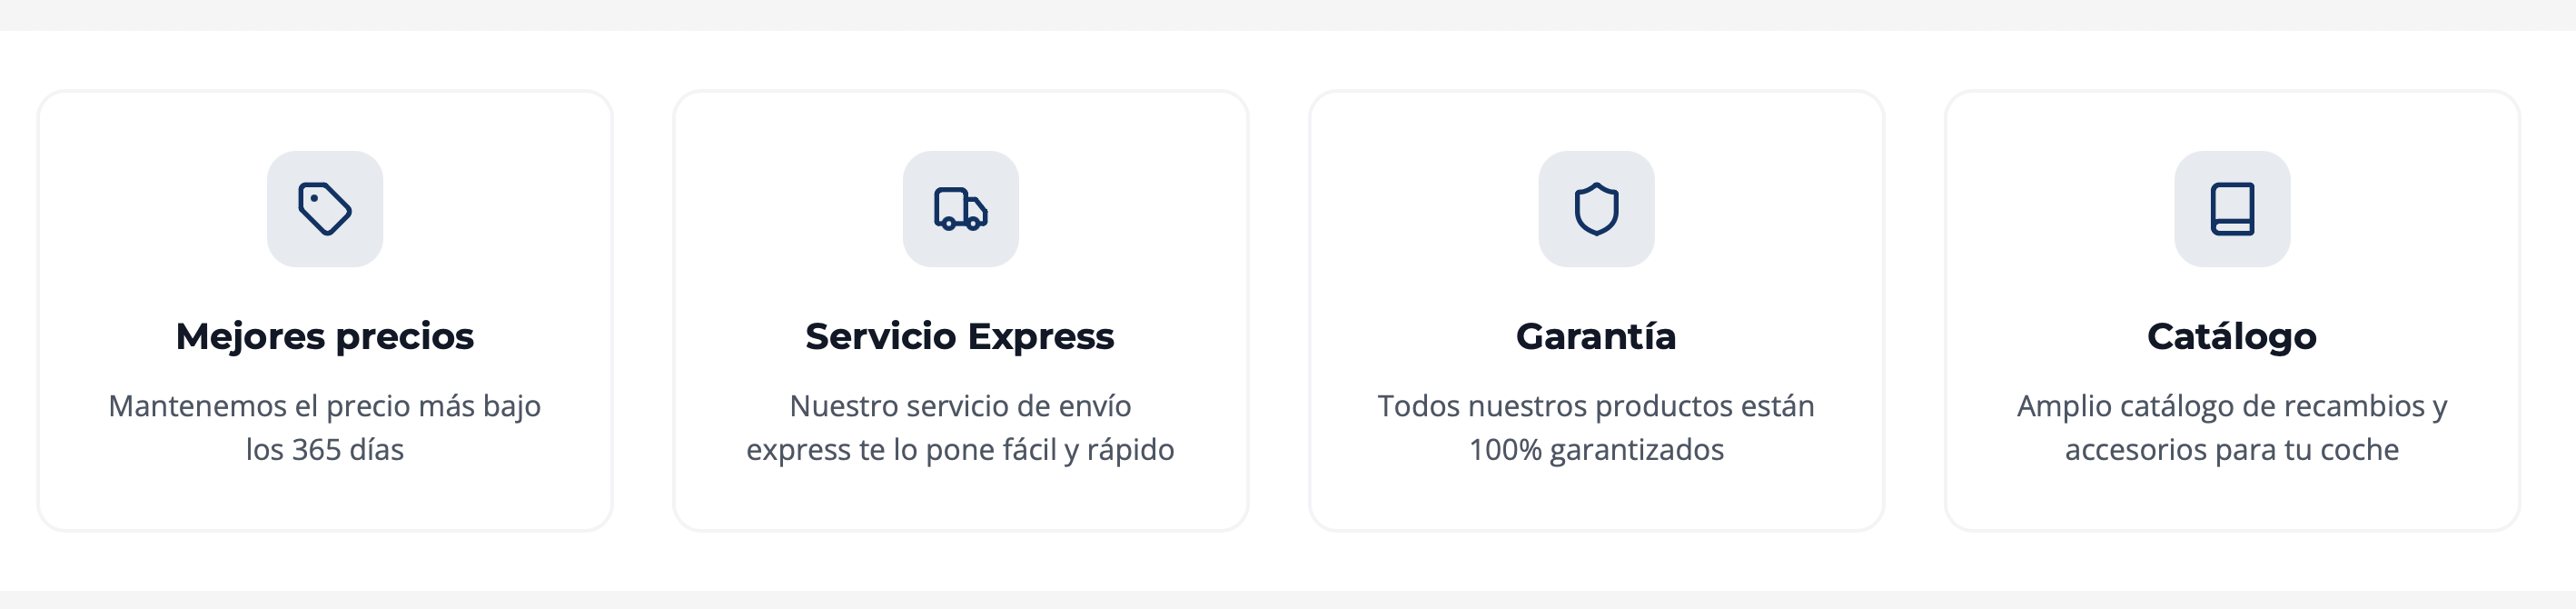 Mejores precios
Mantenemos el precio más bajo
los 365 días
Servicio Express
Nuestro servicio de envío
express te lo pone fácil y rápido
Garantía
Todos nuestros productos están
100% garantizados
Catálogo
Amplio catálogo de recambios y
accesorios para tu coche